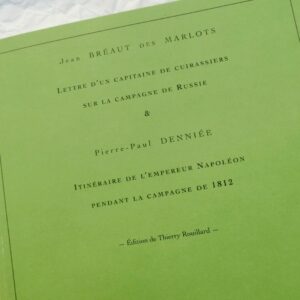 Jean BRÉAUT DES MARLOTS
LETTRE D'UN CAPITAINE DE CUIRASSIERS
SUR LA CAMPAGNE DE RUSSIE
&
Pierre-Paul DENNIÉE
ITINÉRAIRE DE L'EMPEREUR NAPOLÉON
PENDANT LA CAMPAGNE DE 1812
— Édition de Thierry Rouillard —